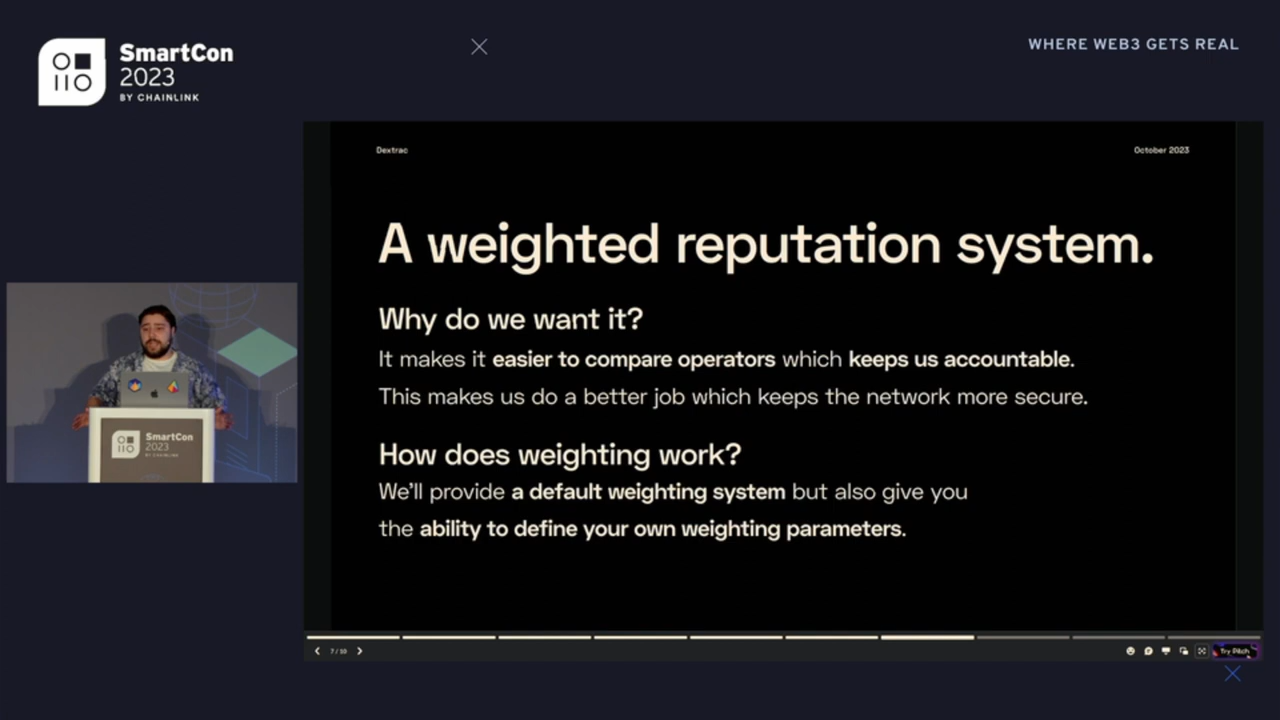 SmartCon
2023
BY CHAINLINK
WHERE WEB3 GETS REAL
Dextrac
October 2023
A weighted reputation system.
Why do we want it?
It makes it easier to compare operators which keeps us accountable.
This makes us do a better job which keeps the network more secure.
How does weighting work?
We'll provide a default weighting system but also give you
the ability to define your own weighting parameters.
SmartCon
2023
BY CHAINLINK
7 / 10
Try Pitch